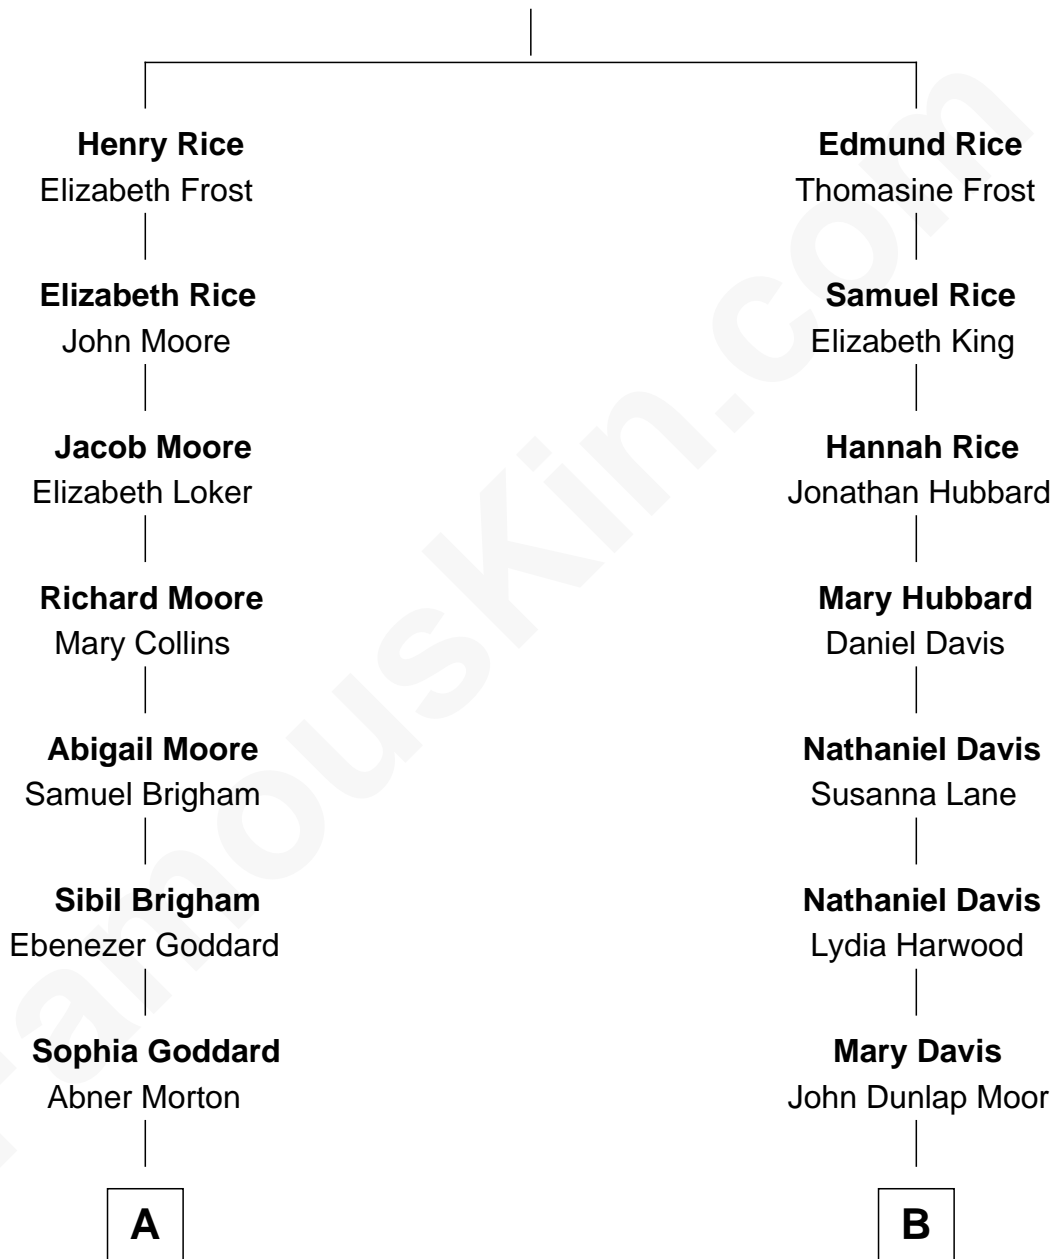 Henry Rice
Elizabeth Frost
Elizabeth Rice
John Moore
Jacob Moore
Elizabeth Loker
Richard Moore
Mary Collins
Abigail Moore
Samuel Brigham
Sibil Brigham
Ebenezer Goddard
Sophia Goddard
Abner Morton
A
Edmund Rice
Thomasine Frost
Samuel Rice
Elizabeth King
Hannah Rice
Jonathan Hubbard
Mary Hubbard
Daniel Davis
Nathaniel Davis
Susanna Lane
Nathaniel Davis
Lydia Harwood
Mary Davis
John Dunlap Moor
B
FamousKin.com